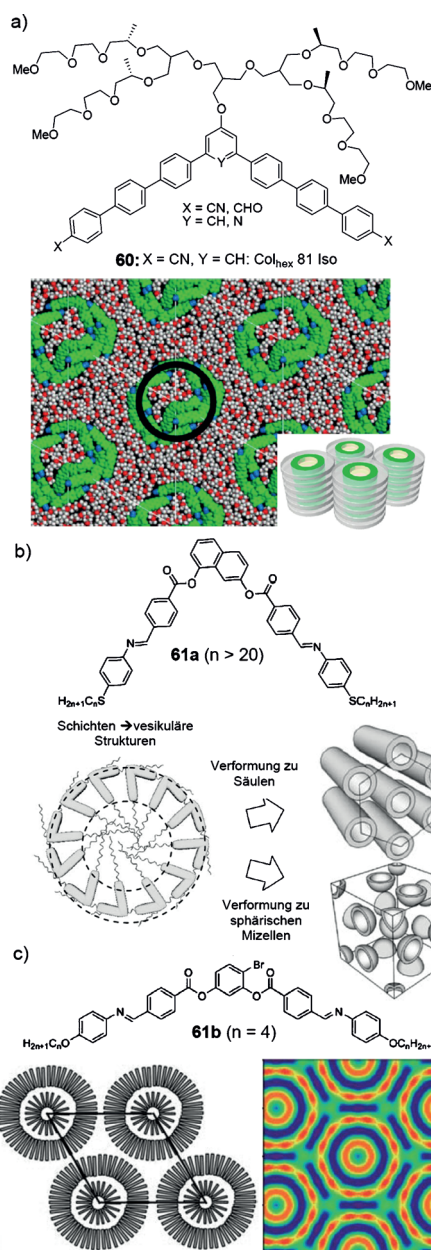 a)
O O O O O O O O
MeO O OMe
O O O O
MeO O
O OMe
Y
X = CN, CHO
Y = CH, N
X X
60: X = CN, Y = CH: Colhex 81 Iso
b)
O O
O O
N N
61a (n > 20)
H2n+1CnS SCnH2n+1
Schichten → vesikuläre
Strukturen
Verformung zu
Säulen
Verformung zu
sphärischen
Mizellen
c)
O Br O
O O
N N
61b (n = 4)
H2n+1CnO OCnH2n+